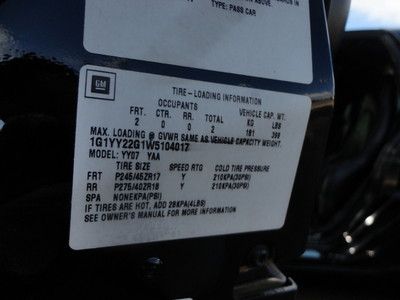 TYPE: PASS CAR
GM
TIRE-LOADING INFORMATION
OCCUPANTS VEHICLE CAP. WT.
FRT. CTR. RR. TOTAL KG LBS
2 0 0 2 181 399
MAX. LOADING @ GVWR SAME AS VEHICLE CAPACITY WEIGHT.
1G1YY22G1W5104017
MODEL: YY07 YAA
TIRE SIZE SPEED RTG COLD TIRE PRESSURE
FRT P245/45ZR17 Y 210KPA(30PSI)
RR P275/40ZR18 Y 210KPA(30PSI)
SPA NONEKPA(PSI)
IF TIRES ARE HOT, ADD 28KPA(4LBS)
SEE OWNER'S MANUAL FOR MORE INFORMATION